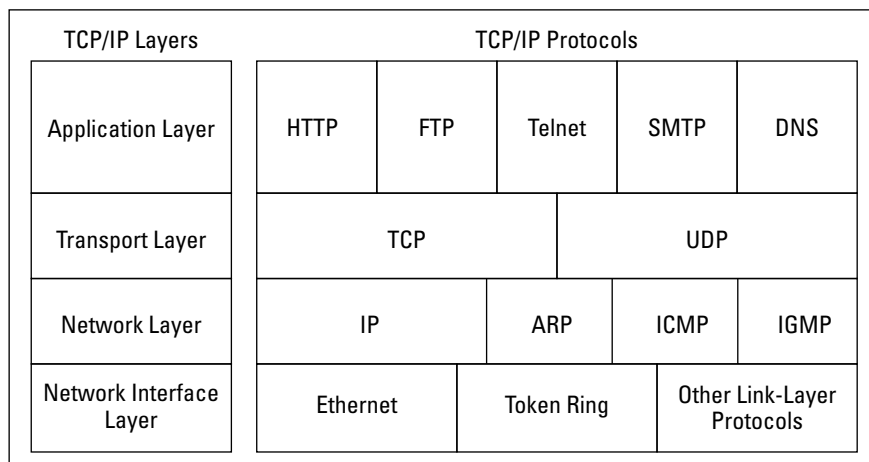 TCP/IP Layers
TCP/IP Protocols
Application Layer
HTTP
FTP
Telnet
SMTP
DNS
Transport Layer
TCP
UDP
Network Layer
IP
ARP
ICMP
IGMP
Network Interface
Layer
Ethernet
Token Ring
Other Link-Layer
Protocols